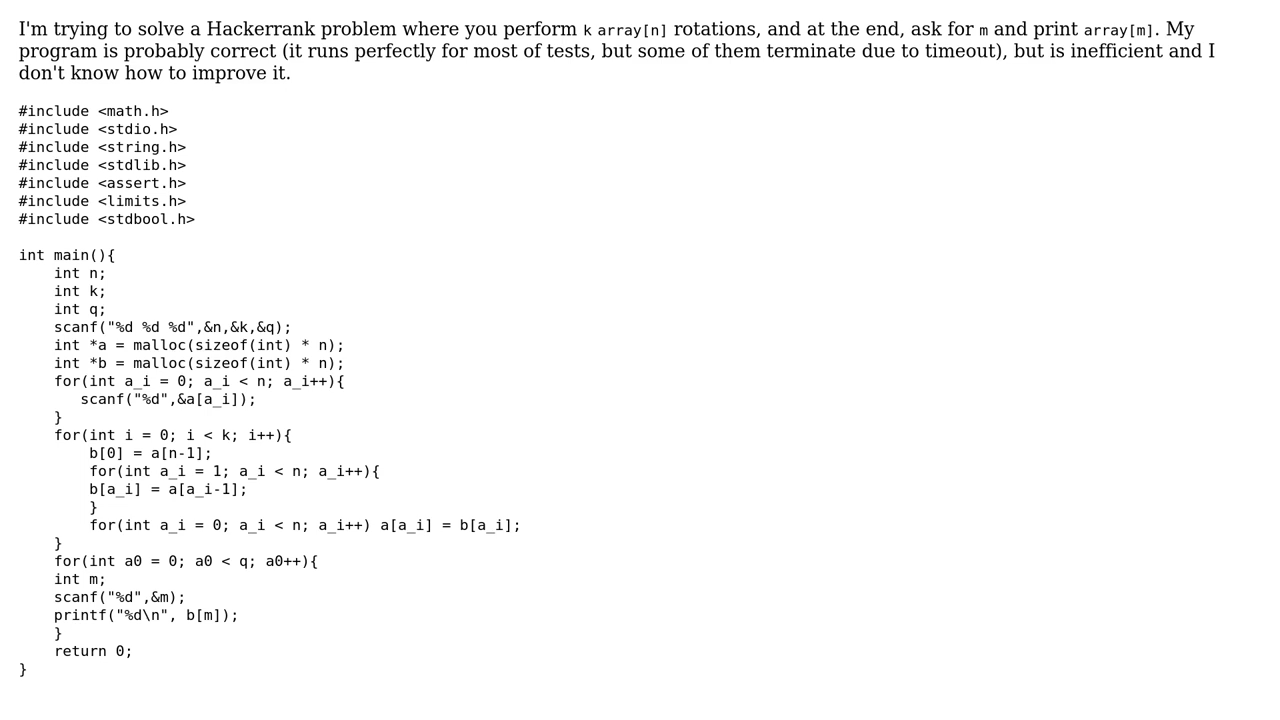 I'm trying to solve a Hackerrank problem where you perform k array[n] rotations, and at the end, ask for m and print array[m]. My
program is probably correct (it runs perfectly for most of tests, but some of them terminate due to timeout), but is inefficient and I
don't know how to improve it.

#include <math.h>
#include <stdio.h>
#include <string.h>
#include <stdlib.h>
#include <assert.h>
#include <limits.h>
#include <stdbool.h>

int main(){
    int n;
    int k;
    int q;
    scanf("%d %d %d",&n,&k,&q);
    int *a = malloc(sizeof(int) * n);
    int *b = malloc(sizeof(int) * n);
    for(int a_i = 0; a_i < n; a_i++){
       scanf("%d",&a[a_i]);
    }
    for(int i = 0; i < k; i++){
        b[0] = a[n-1];
        for(int a_i = 1; a_i < n; a_i++){
        b[a_i] = a[a_i-1];
        }
        for(int a_i = 0; a_i < n; a_i++) a[a_i] = b[a_i];
    }
    for(int a0 = 0; a0 < q; a0++){
    int m;
    scanf("%d",&m);
    printf("%d\n", b[m]);
    }
    return 0;
}